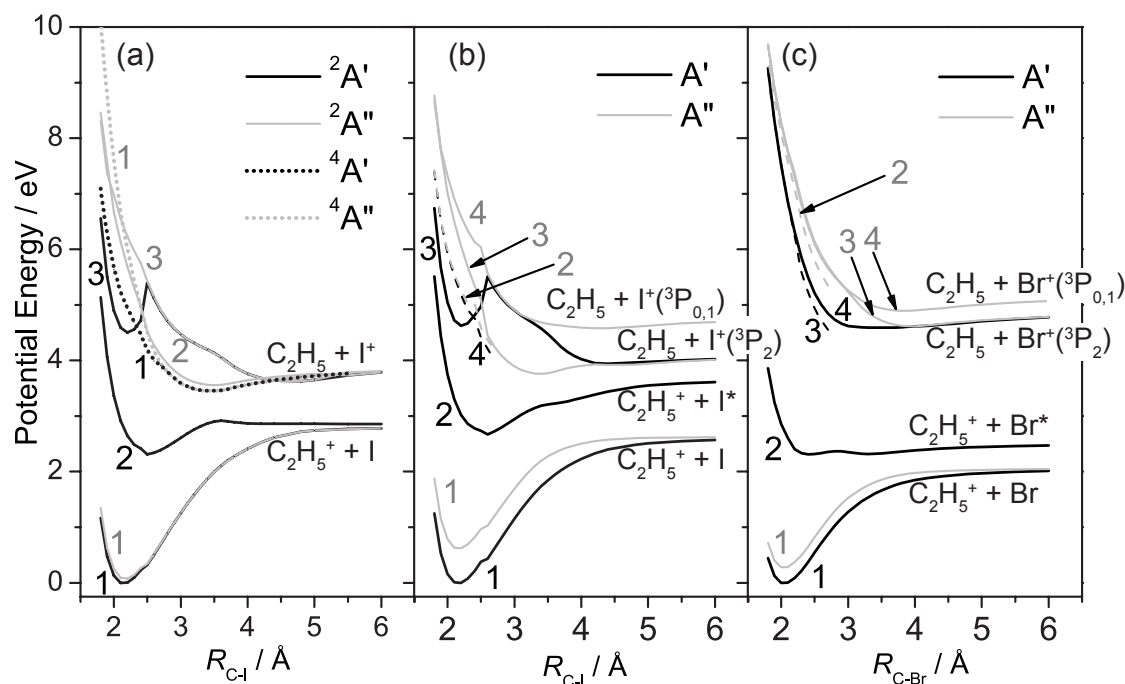 Potential Energy / eV
10
8
6
4
2
0
(a)
²A'
²A"
⁴A'
⁴A"
1
3
3
2
1
2
1
1
C₂H₅ + I⁺
C₂H₅⁺ + I
2 3 4 5 6
R_C-I / Å
(b)
A'
A"
4
3
3
2
4
2
1
1
C₂H₅ + I⁺(³P₀,₁)
C₂H₅ + I⁺(³P₂)
C₂H₅⁺ + I*
C₂H₅⁺ + I
2 3 4 5 6
R_C-I / Å
(c)
A'
A"
2
3 4
4
3
2
1
1
C₂H₅ + Br⁺(³P₀,₁)
C₂H₅ + Br⁺(³P₂)
C₂H₅⁺ + Br*
C₂H₅⁺ + Br
2 3 4 5 6
R_C-Br / Å